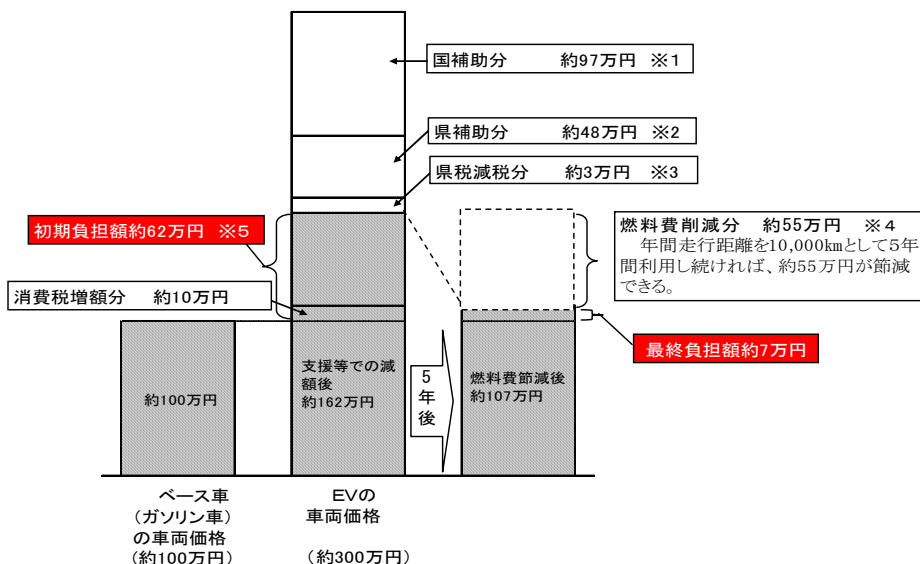 国補助分 約97万円 ※1
県補助分 約48万円 ※2
県税減税分 約3万円 ※3
初期負担額約62万円 ※5
燃料費削減分 約55万円 ※4
年間走行距離を10,000kmとして5年
間利用し続ければ、約55万円が節減
できる。
消費税増額分 約10万円
最終負担額約7万円
約100万円
支援等での減
額後
約162万円
5
年
後
燃料費節減後
約107万円
ベース車
(ガソリン車)
の車両価格
(約100万円)
EVの
車両価格
(約300万円)